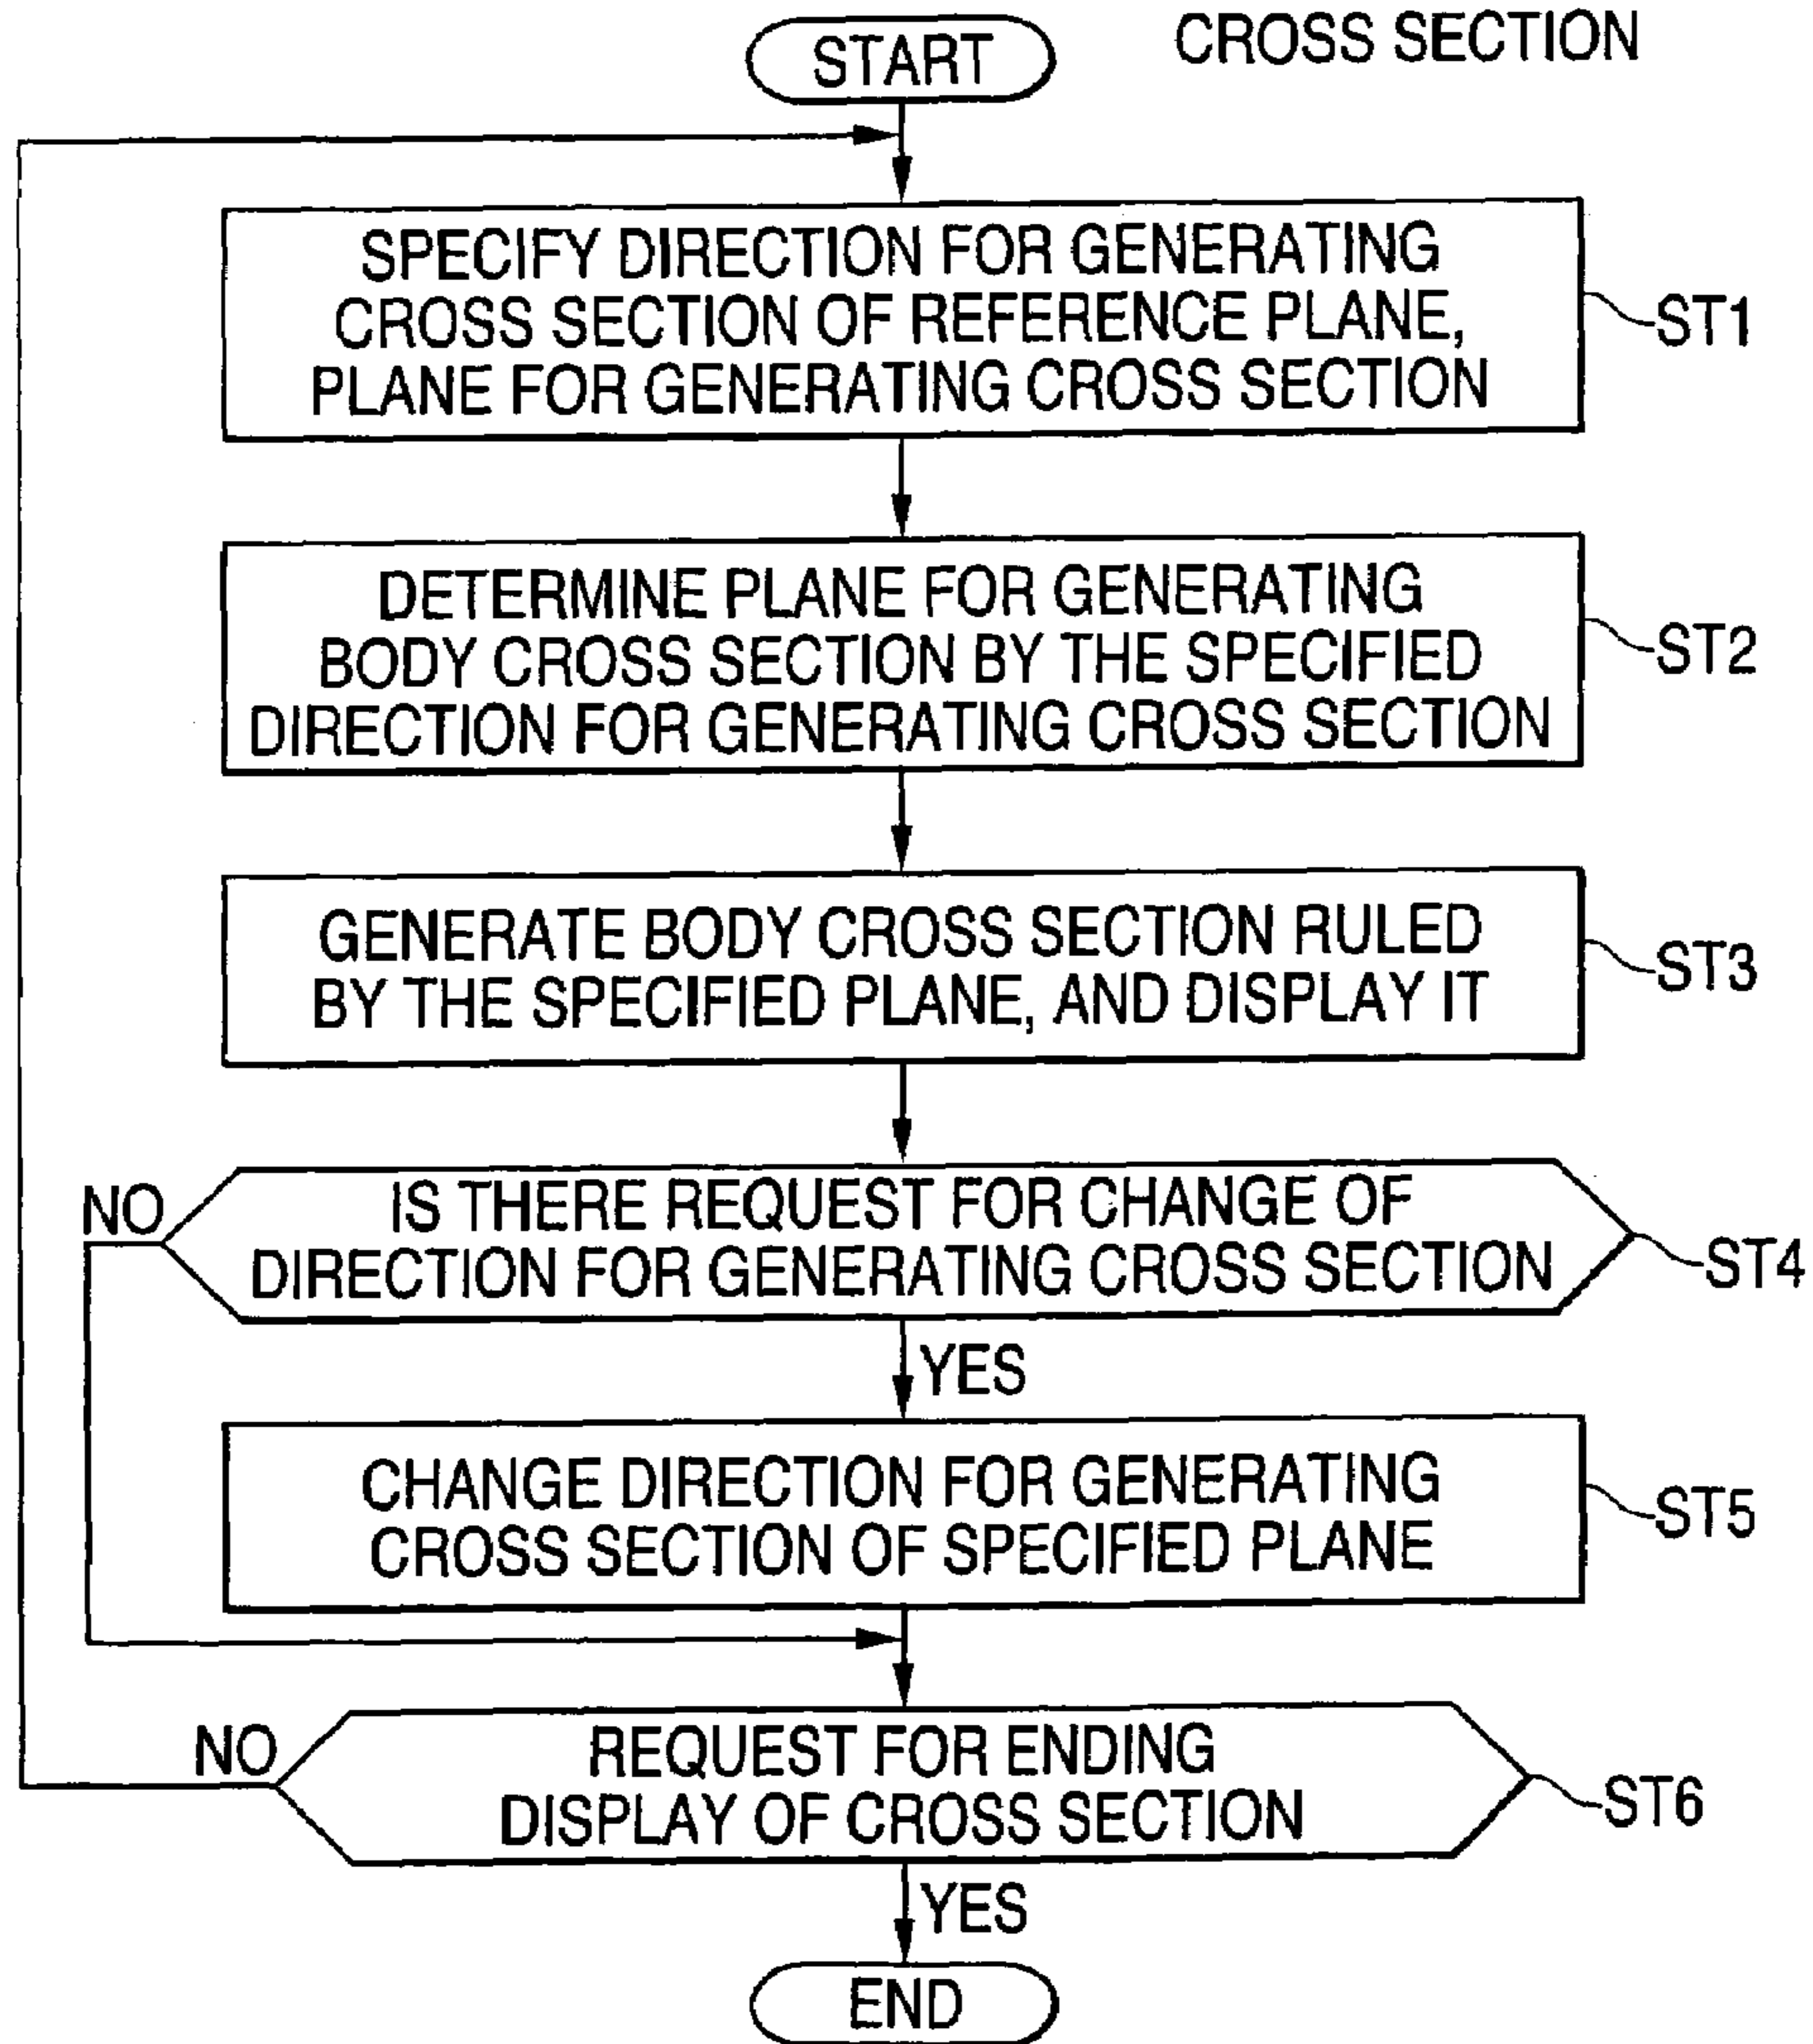 CROSS SECTION
START
SPECIFY DIRECTION FOR GENERATING
CROSS SECTION OF REFERENCE PLANE,
PLANE FOR GENERATING CROSS SECTION
ST1
DETERMINE PLANE FOR GENERATING
BODY CROSS SECTION BY THE SPECIFIED
DIRECTION FOR GENERATING CROSS SECTION
ST2
GENERATE BODY CROSS SECTION RULED
BY THE SPECIFIED PLANE, AND DISPLAY IT
ST3
NO
IS THERE REQUEST FOR CHANGE OF
DIRECTION FOR GENERATING CROSS SECTION
ST4
YES
CHANGE DIRECTION FOR GENERATING
CROSS SECTION OF SPECIFIED PLANE
ST5
NO
REQUEST FOR ENDING
DISPLAY OF CROSS SECTION
ST6
YES
END